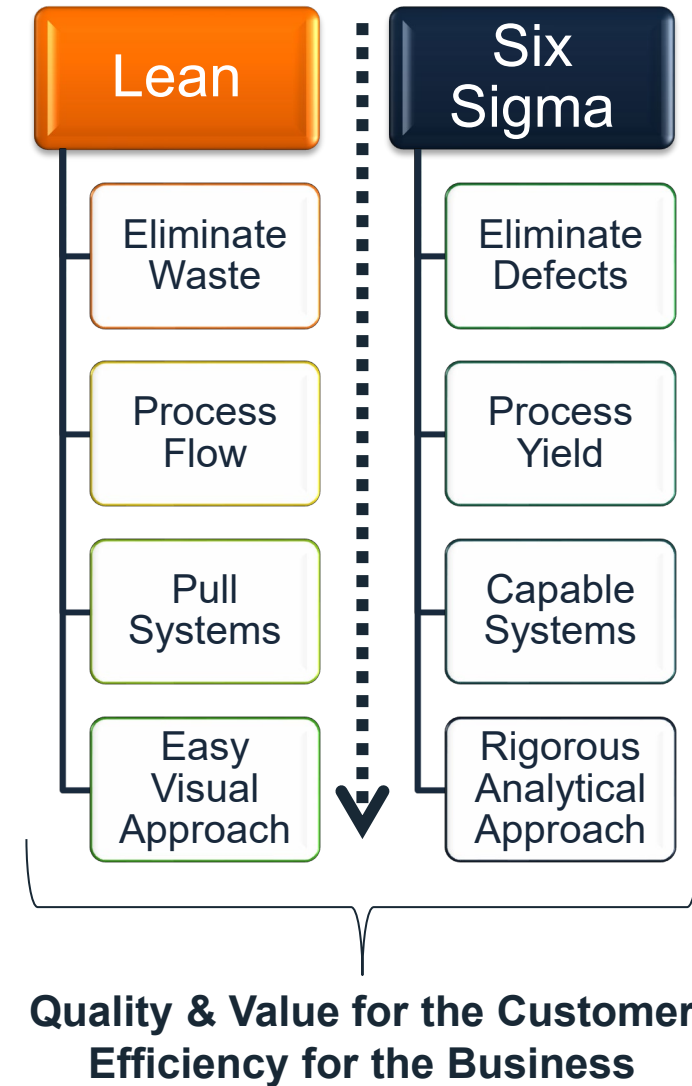 Lean
Eliminate
Waste
Process
Flow
Pull
Systems
Easy
Visual
Approach
Six
Sigma
Eliminate
Defects
Process
Yield
Capable
Systems
Rigorous
Analytical
Approach
Quality & Value for the Customer
Efficiency for the Business